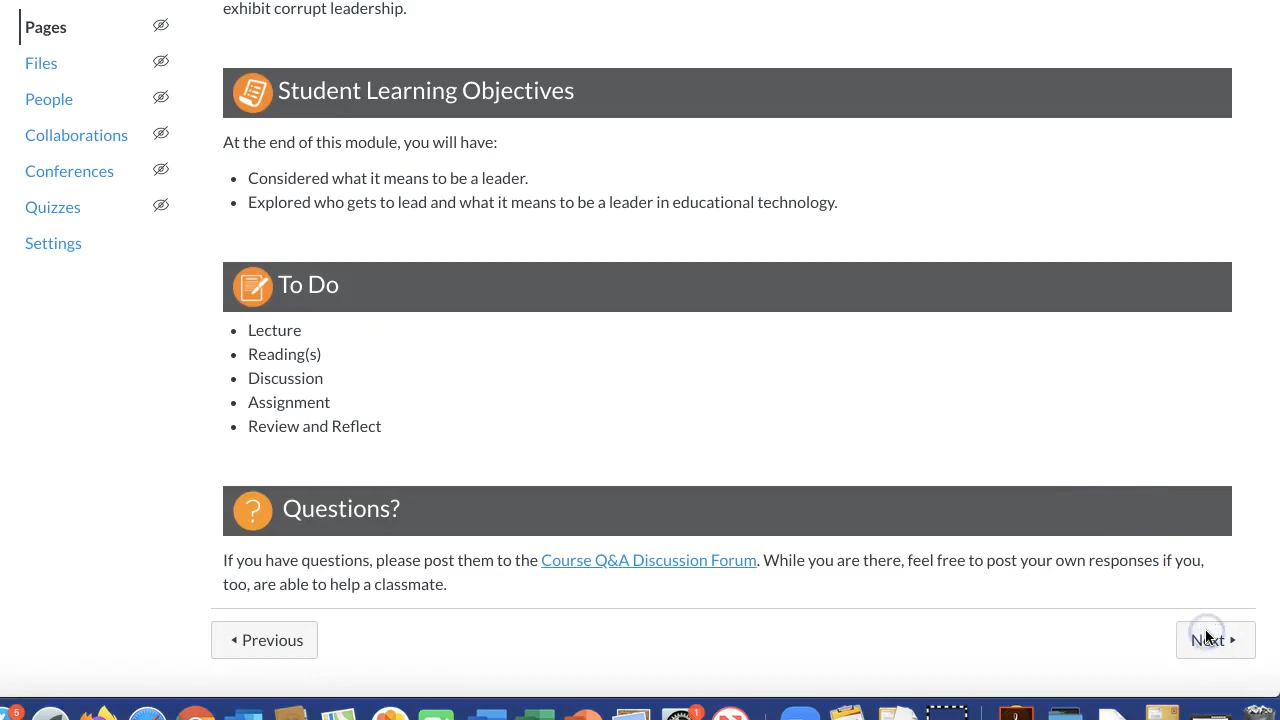 exhibit corrupt leadership.
Pages
Files
People
Collaborations
Conferences
Quizzes
Settings
Student Learning Objectives
At the end of this module, you will have:
• Considered what it means to be a leader.
• Explored who gets to lead and what it means to be a leader in educational technology.
To Do
• Lecture
• Reading(s)
• Discussion
• Assignment
• Review and Reflect
? Questions?
If you have questions, please post them to the Course Q&A Discussion Forum. While you are there, feel free to post your own responses if you,
too, are able to help a classmate.
Previous
Next
5
1